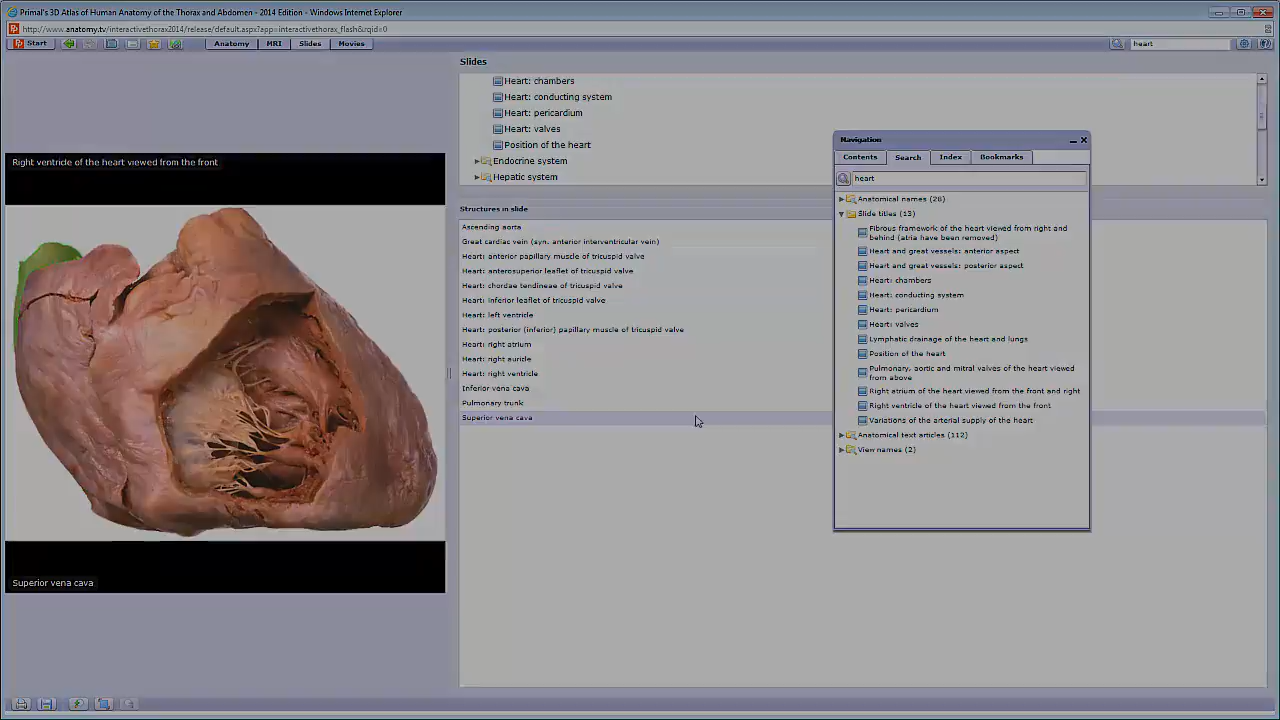 Primal's 3D Atlas of Human Anatomy of the Thorax and Abdomen - 2014 Edition - Windows Internet Explorer
http://www.anatomy.tv/interactivethorax2014/release/default.aspx?app=interactivethorax_flash&rqid=0
Start
Anatomy
MRI
Slides
Movies
heart
Slides
Heart: chambers
Heart: conducting system
Heart: pericardium
Heart: valves
Position of the heart
Endocrine system
Hepatic system
Right ventricle of the heart viewed from the front
Superior vena cava
Structures in slide
Ascending aorta
Great cardiac vein (syn. anterior interventricular vein)
Heart: anterior papillary muscle of tricuspid valve
Heart: anterosuperior leaflet of tricuspid valve
Heart: chordae tendineae of tricuspid valve
Heart: inferior leaflet of tricuspid valve
Heart: left ventricle
Heart: posterior (inferior) papillary muscle of tricuspid valve
Heart: right atrium
Heart: right auricle
Heart: right ventricle
Inferior vena cava
Pulmonary trunk
Superior vena cava
Navigation
Contents
Search
Index
Bookmarks
heart
Anatomical names (28)
Slide titles (13)
Fibrous framework of the heart viewed from right and
behind (atria have been removed)
Heart and great vessels: anterior aspect
Heart and great vessels: posterior aspect
Heart: chambers
Heart: conducting system
Heart: pericardium
Heart: valves
Lymphatic drainage of the heart and lungs
Position of the heart
Pulmonary, aortic and mitral valves of the heart viewed
from above
Right atrium of the heart viewed from the front and right
Right ventricle of the heart viewed from the front
Variations of the arterial supply of the heart
Anatomical text articles (112)
View names (2)